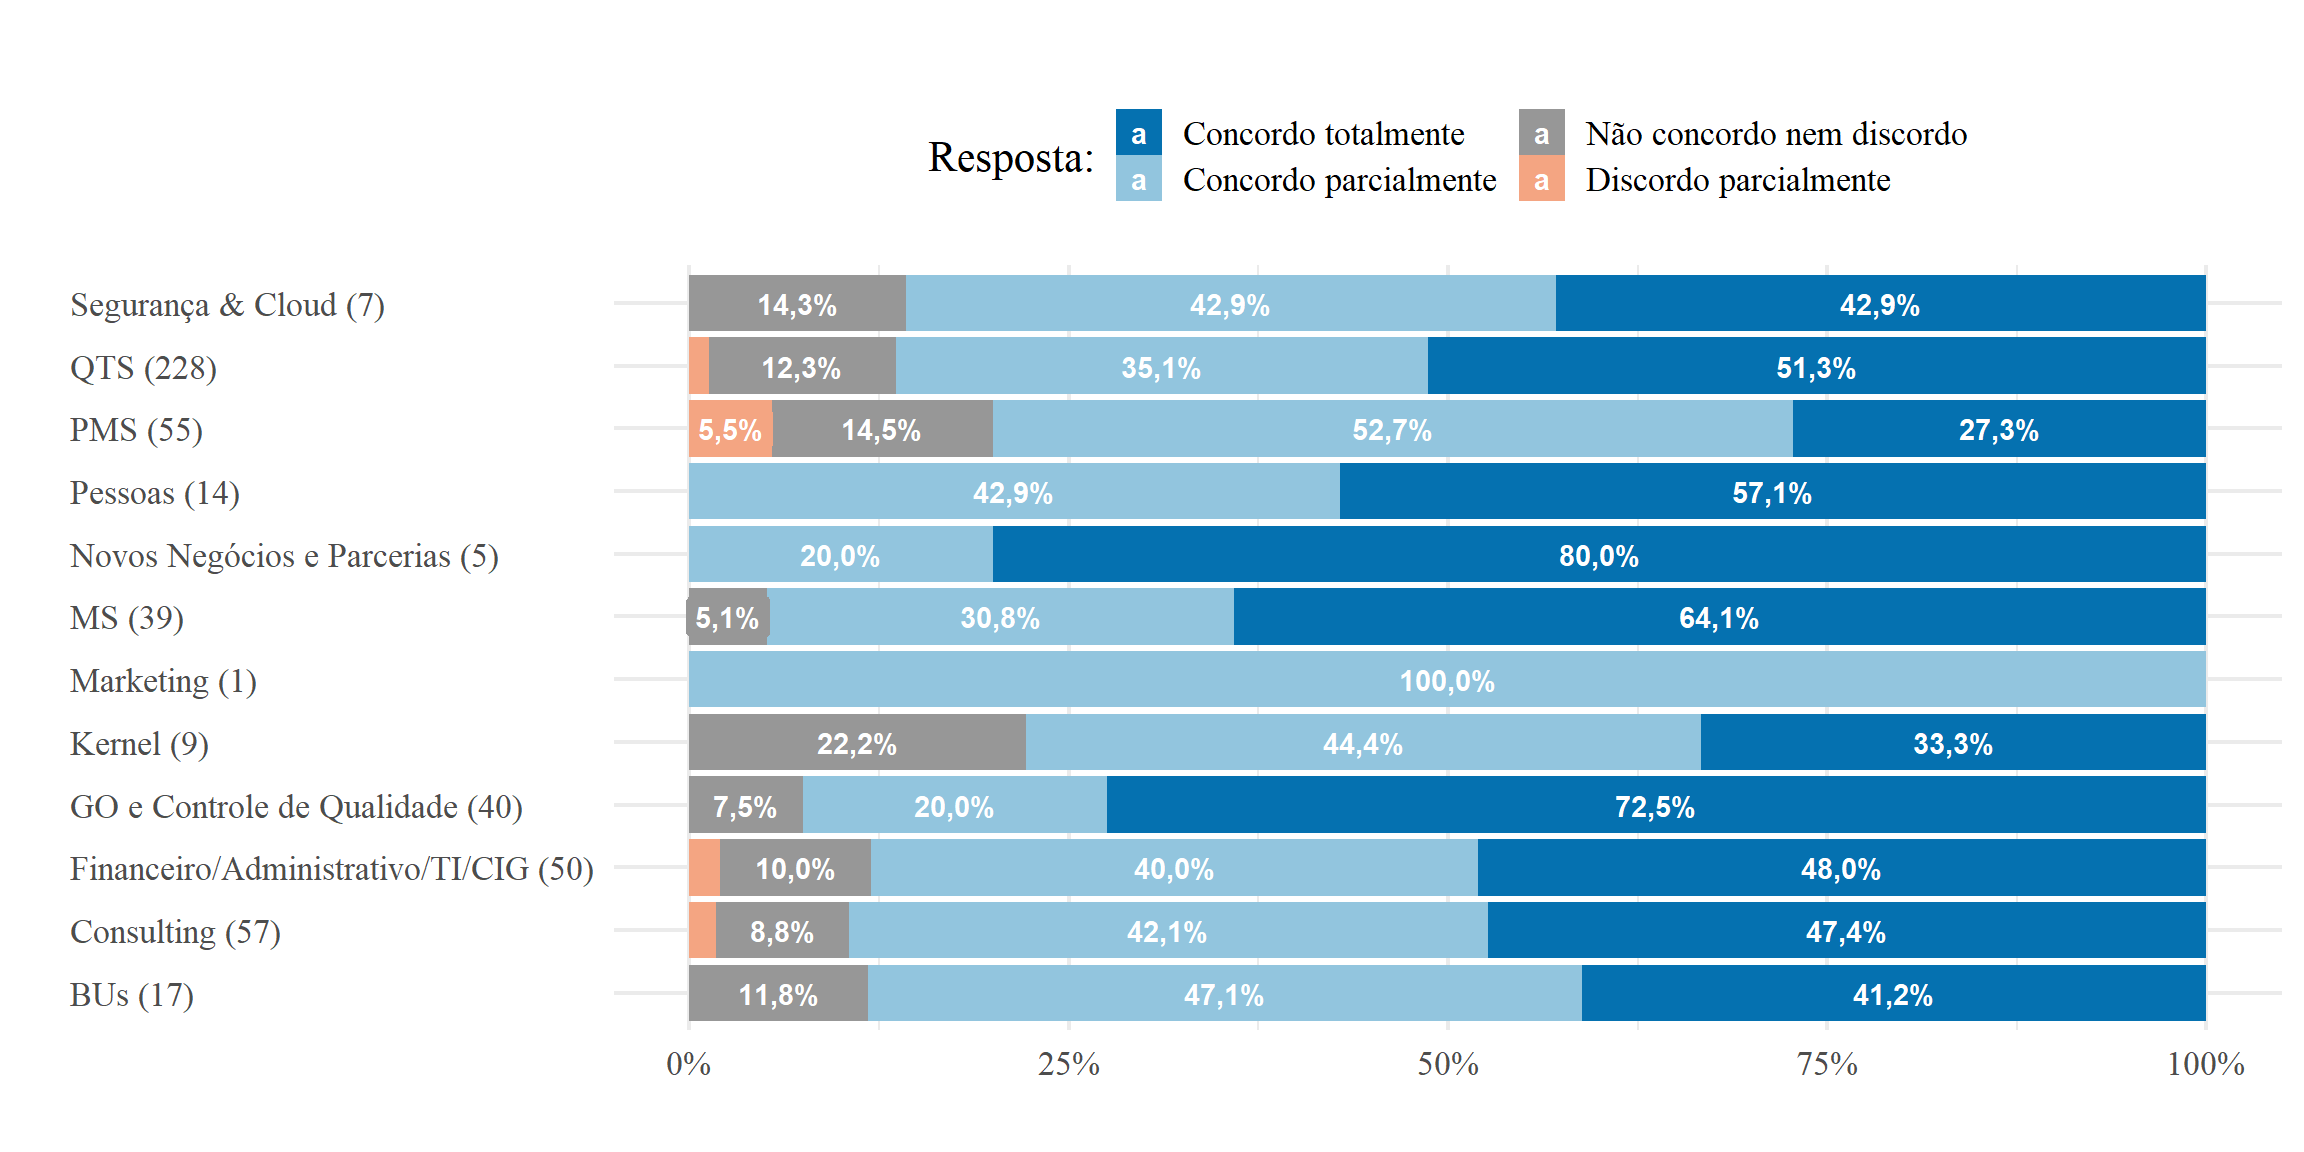 Resposta:
a Concordo totalmente
a Não concordo nem discordo
a Concordo parcialmente
a Discordo parcialmente
Segurança & Cloud (7) 14,3% 42,9% 42,9%
QTS (228) 12,3% 35,1% 51,3%
PMS (55) 5,5% 14,5% 52,7% 27,3%
Pessoas (14) 42,9% 57,1%
Novos Negócios e Parcerias (5) 20,0% 80,0%
MS (39) 5,1% 30,8% 64,1%
Marketing (1) 100,0%
Kernel (9) 22,2% 44,4% 33,3%
GO e Controle de Qualidade (40) 7,5% 20,0% 72,5%
Financeiro/Administrativo/TI/CIG (50) 10,0% 40,0% 48,0%
Consulting (57) 8,8% 42,1% 47,4%
BUs (17) 11,8% 47,1% 41,2%
0% 25% 50% 75% 100%